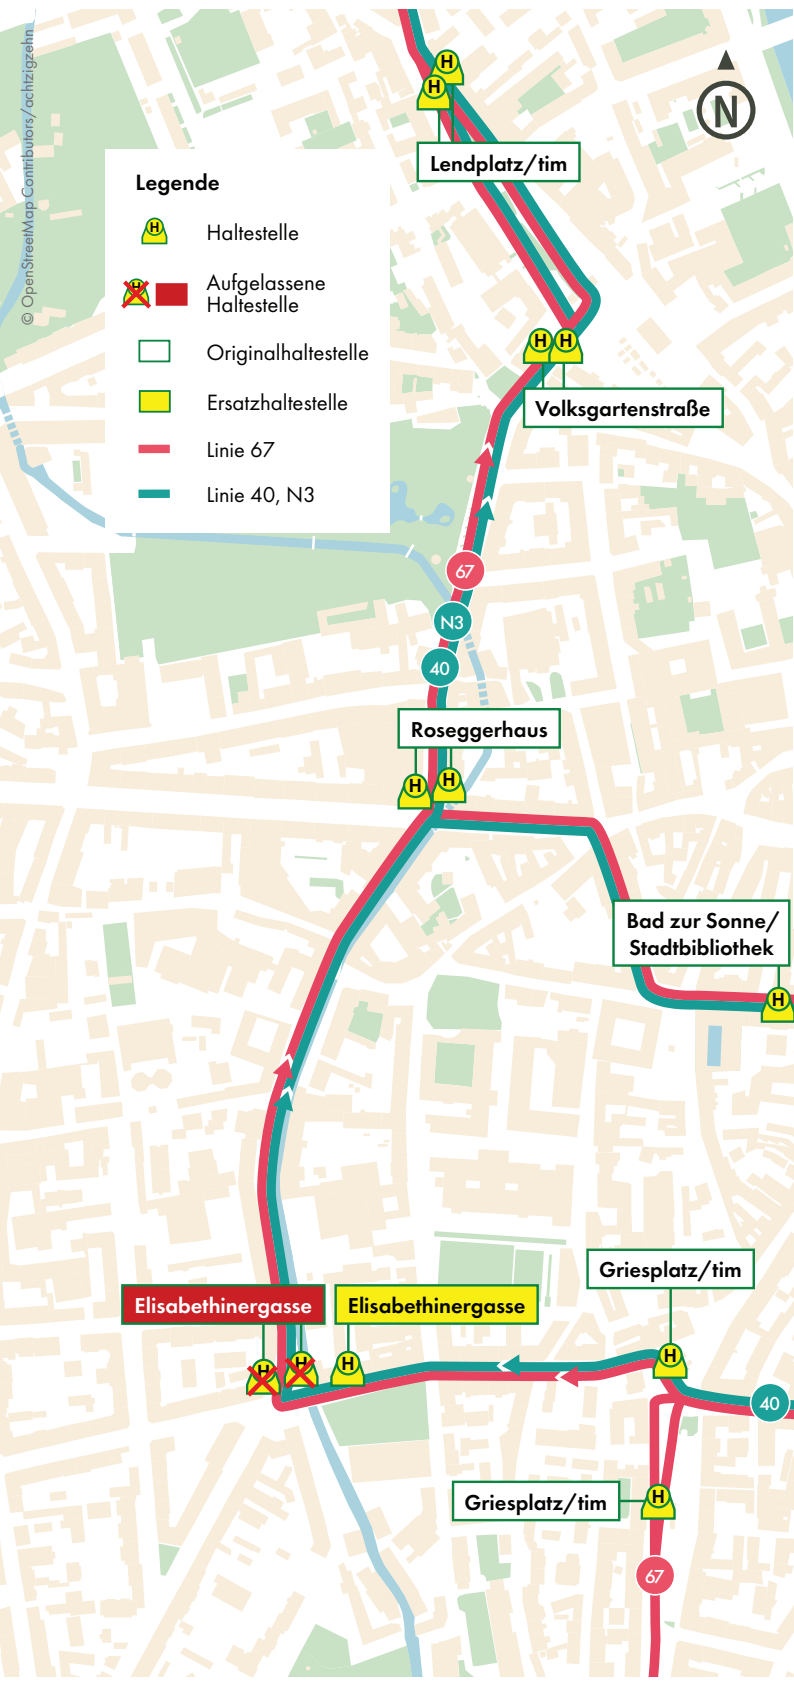 © OpenStreetMap Contributors/achtzigzehn
H
H
N
Lendplatz/tim
Legende
H
Haltestelle
H
Aufgelassene
Haltestelle
Originalhaltestelle
Ersatzhaltestelle
Linie 67
Linie 40, N3
H
H
Volksgartenstraße
67
N3
40
Roseggerhaus
H
H
Bad zur Sonne/
Stadtbibliothek
H
Griesplatz/tim
Elisabethinergasse
Elisabethinergasse
H
H
H
H
40
Griesplatz/tim
H
67